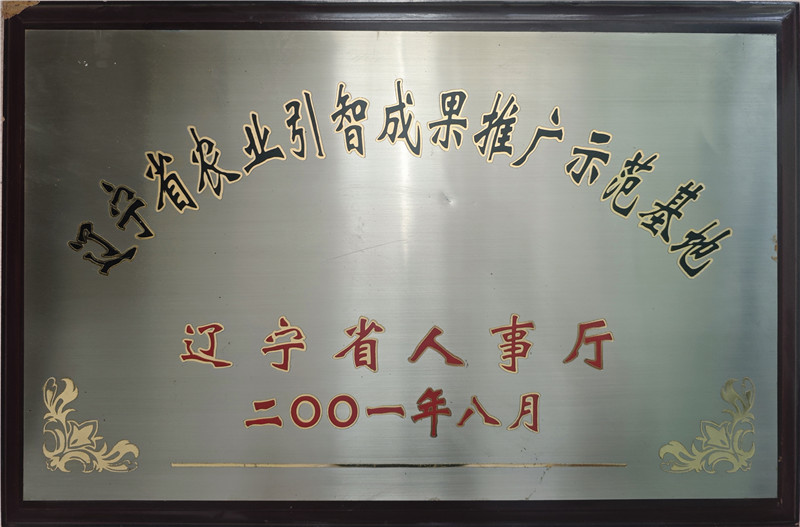 辽宁省农业引智成果推广示范基地
辽宁省人事厅
二〇〇一年八月